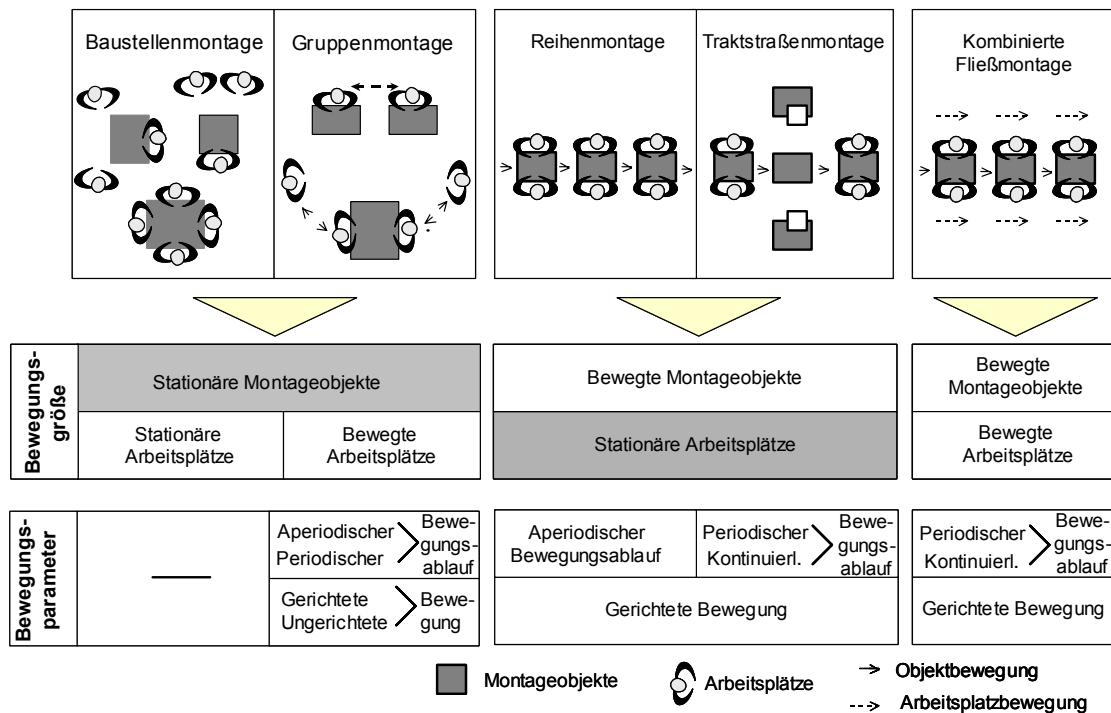 Baustellenmontage
Gruppenmontage
Reihenmontage
Traktstraßenmontage
Kombinierte
Fließmontage
Bewegungs-
größe
Stationäre Montageobjekte
Stationäre
Arbeitsplätze
Bewegte
Arbeitsplätze
Bewegte Montageobjekte
Stationäre Arbeitsplätze
Bewegte
Montageobjekte
Bewegte
Arbeitsplätze
Bewegungs-
parameter
Aperiodischer
Periodischer
Bewe-
gungs-
ablauf
Gerichtete
Ungerichtete
Bewe-
gung
Aperiodischer
Bewegungsablauf
Periodischer
Kontinuierl.
Bewe-
gungs-
ablauf
Gerichtete Bewegung
Periodischer
Kontinuierl.
Bewe-
gungs-
ablauf
Gerichtete Bewegung
Montageobjekte
Arbeitsplätze
Objektbewegung
Arbeitsplatzbewegung